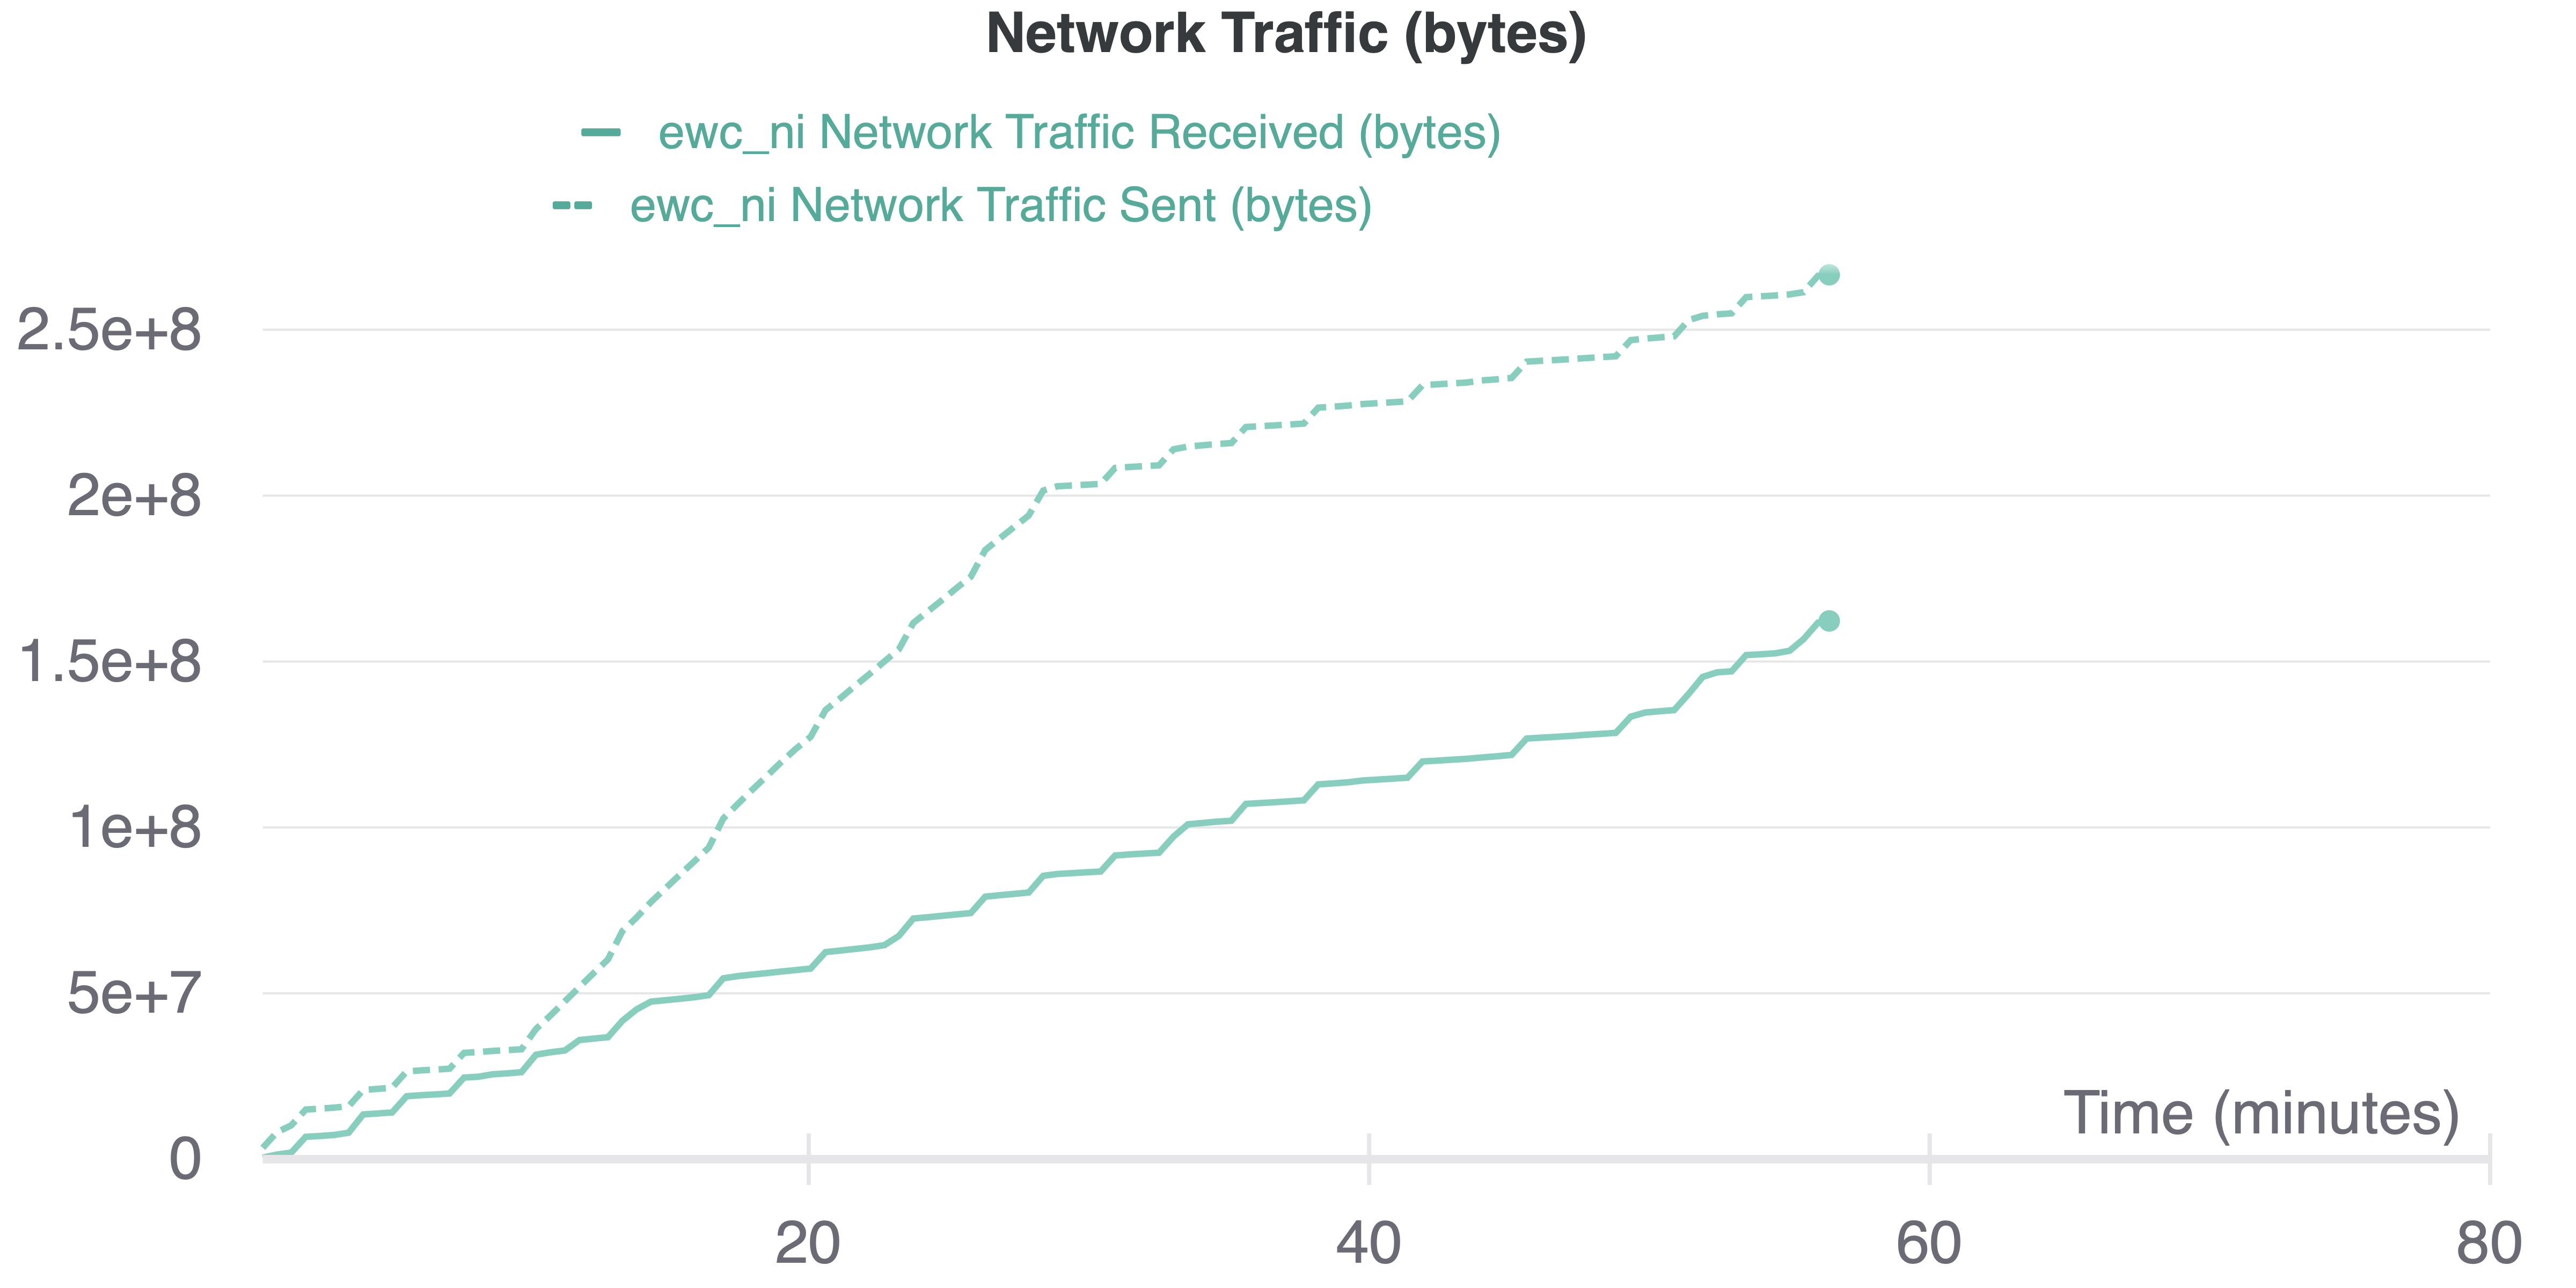 Network Traffic (bytes)
ewc_ni Network Traffic Received (bytes)
ewc_ni Network Traffic Sent (bytes)
2.5e+8
2e+8
1.5e+8
1e+8
5e+7
0
Time (minutes)
20 40 60 80